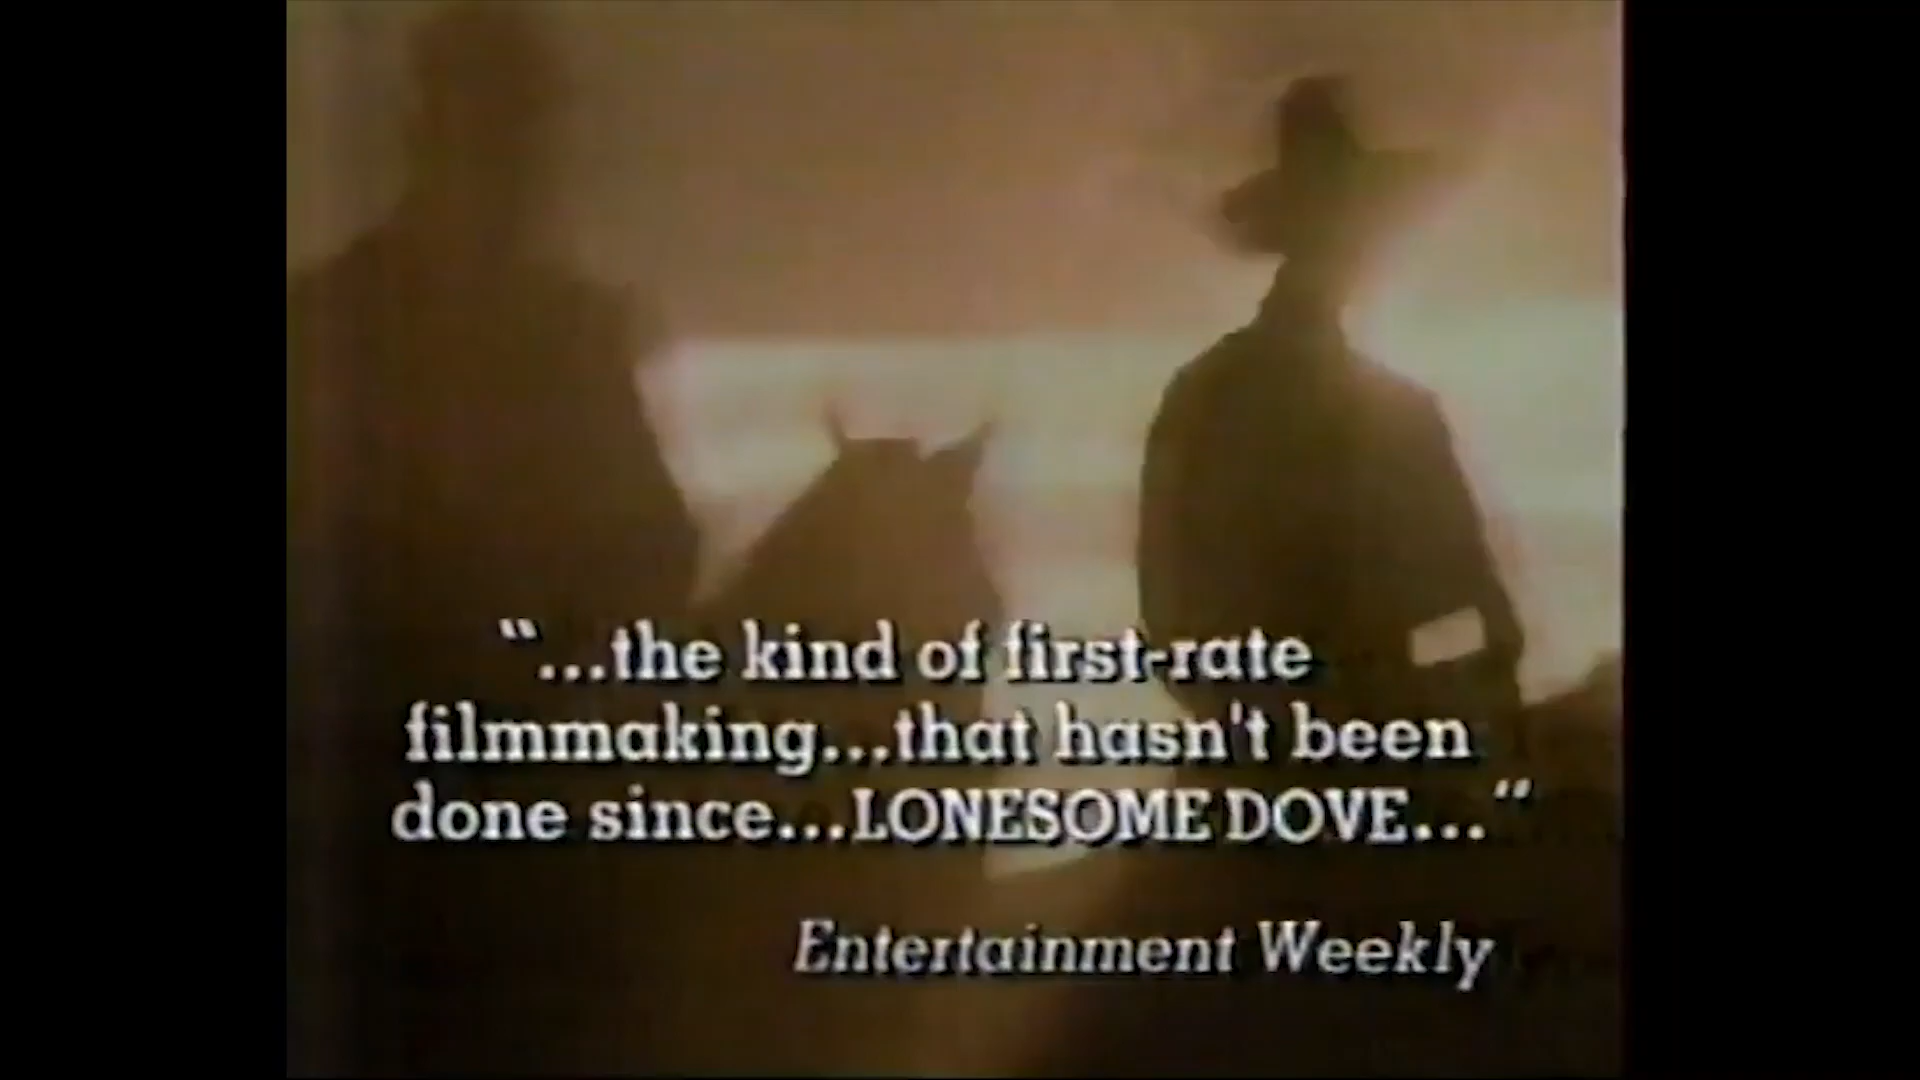 “...the kind of first-rate
filmmaking...that hasn't been
done since...LONESOME DOVE...“
Entertainment Weekly